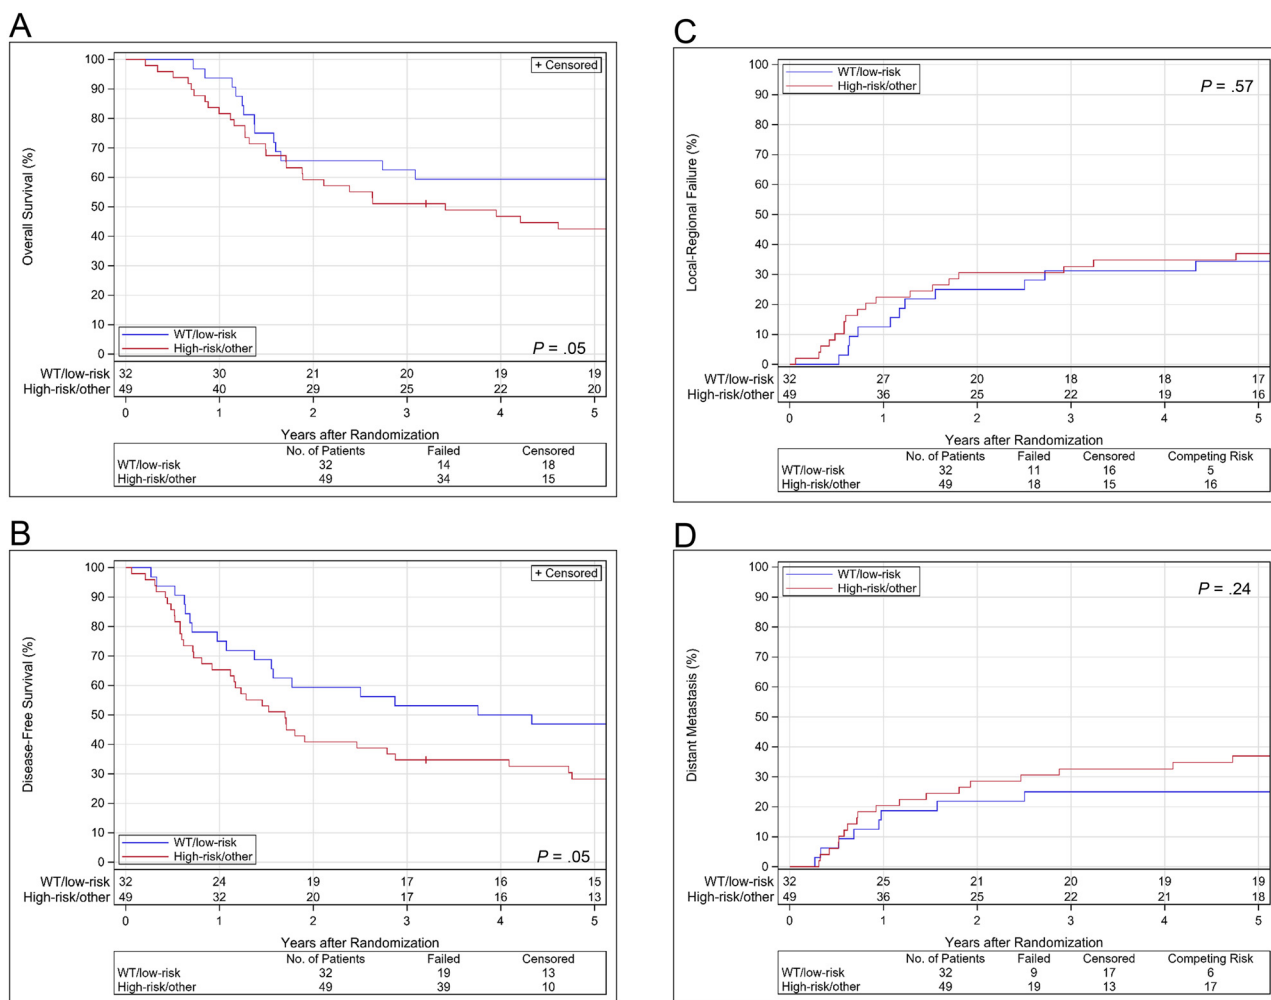 A
100
90
80
70
60
50
40
30
20
10
0
Overall Survival (%)
+ Censored
WT/low-risk
High-risk/other
P = .05
WT/low-risk 32 30 21 20 19 19
High-risk/other 49 40 29 25 22 20
0 1 2 3 4 5
Years after Randomization
No. of Patients Failed Censored
WT/low-risk 32 14 18
High-risk/other 49 34 15
B
100
90
80
70
60
50
40
30
20
10
0
Disease-Free Survival (%)
+ Censored
WT/low-risk
High-risk/other
P = .05
WT/low-risk 32 24 19 17 16 15
High-risk/other 49 32 20 17 16 13
0 1 2 3 4 5
Years after Randomization
No. of Patients Failed Censored
WT/low-risk 32 19 13
High-risk/other 49 39 10
C
100
90
80
70
60
50
40
30
20
10
0
Local-Regional Failure (%)
WT/low-risk
High-risk/other
P = .57
WT/low-risk 32 27 20 18 18 17
High-risk/other 49 36 25 22 19 16
0 1 2 3 4 5
Years after Randomization
No. of Patients Failed Censored Competing Risk
WT/low-risk 32 11 16 5
High-risk/other 49 18 15 16
D
100
90
80
70
60
50
40
30
20
10
0
Distant Metastasis (%)
WT/low-risk
High-risk/other
P = .24
WT/low-risk 32 25 21 20 19 19
High-risk/other 49 36 25 22 21 18
0 1 2 3 4 5
Years after Randomization
No. of Patients Failed Censored Competing Risk
WT/low-risk 32 9 17 6
High-risk/other 49 19 13 17